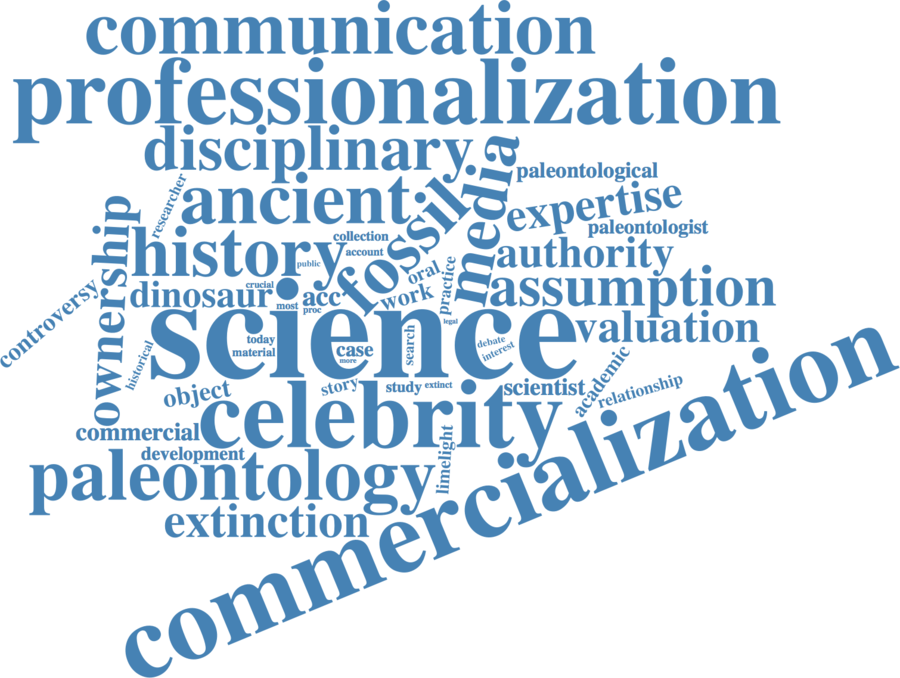 communication
professionalization
disciplinary
media
paleontological
researcher
ancient
fossil
expertise
ownership
history
collection
account
public
paleontologist
authority
oral
practice
controversy
dinosaur
crucial
most
acc
proc
work
assumption
science
legal
valuation
historical
today
material
case
more
search
debate
interest
object
story
study
extinct
scientist
academic
relationship
celebrity
commercial
development
limelight
paleontology
extinction
commercialization